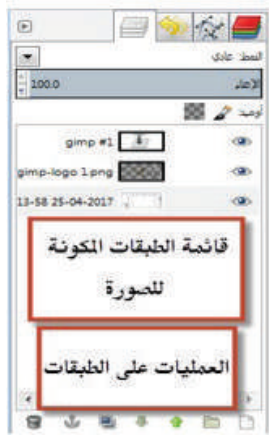 النمط: عادي
الإعتام
100.0
توصيد:
gimp #1
gimp-logo 1.png
13-58 25-04-2017
قائمة الطبقات المكونة
للصورة
العمليات على الطبقات